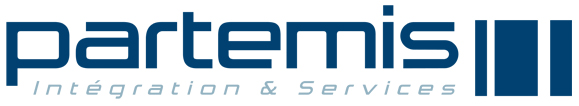 partemis
Intégration & Services